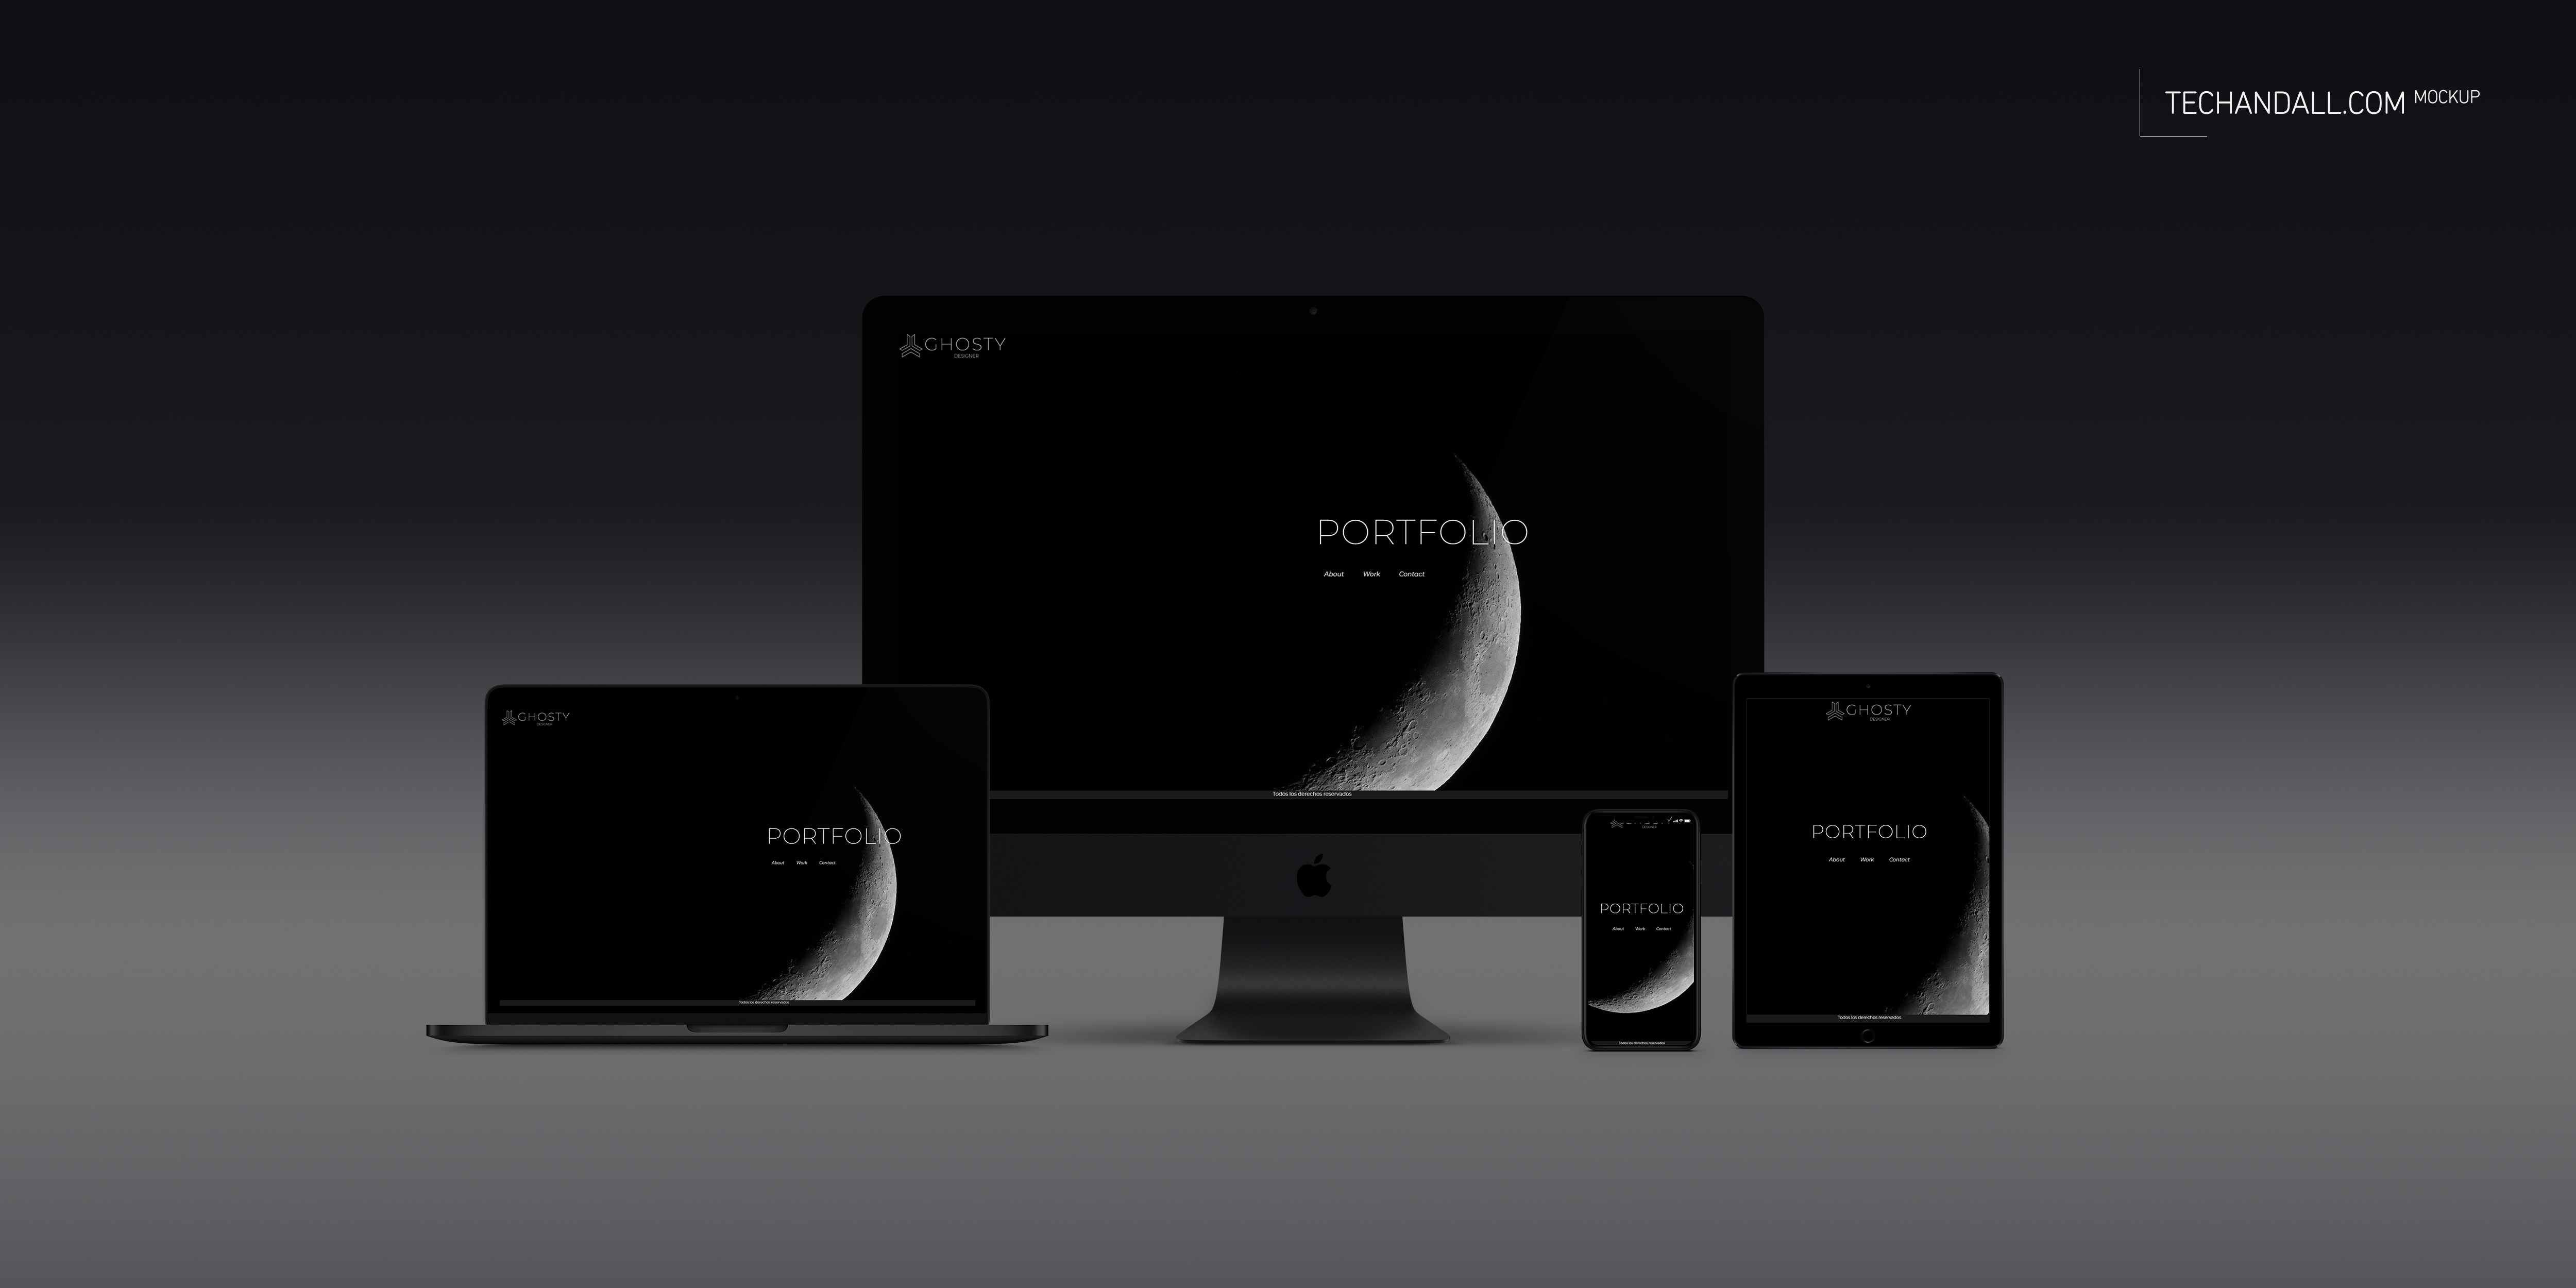 TECHANDALL.COM MOCKUP
GHOSTY
DESIGNER
PORTFOLIO
About Work Contact
Todos los derechos reservados
GHOSTY
DESIGNER
PORTFOLIO
About Work Contact
Todos los derechos reservados
DESIGNER
PORTFOLIO
About Work Contact
Todos los derechos reservados
GHOSTY
DESIGNER
PORTFOLIO
About Work Contact
Todos los derechos reservados